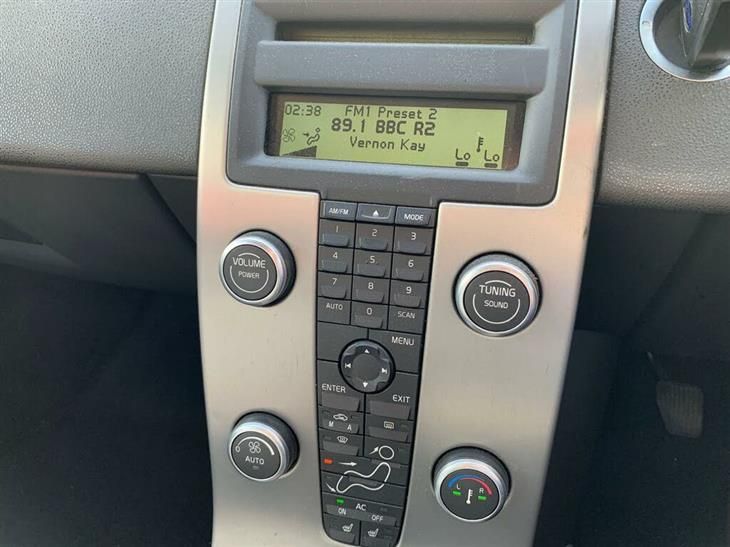 02:38 FM1 Preset 2
89.1 BBC R2
Vernon Kay
Lo Lo
AM/FM MODE
1 2 3
4 5 6
7 8 9
AUTO 0 SCAN
VOLUME
POWER
TUNING
SOUND
MENU
ENTER EXIT
M A
0 AUTO
L R
AC
ON OFF